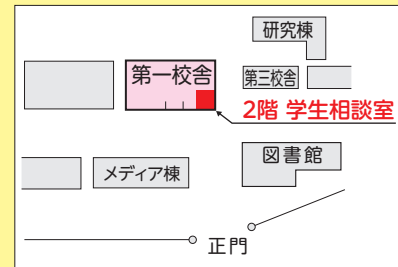 研究棟
第一校舎
第三校舎
2階 学生相談室
図書館
メディア棟
正門